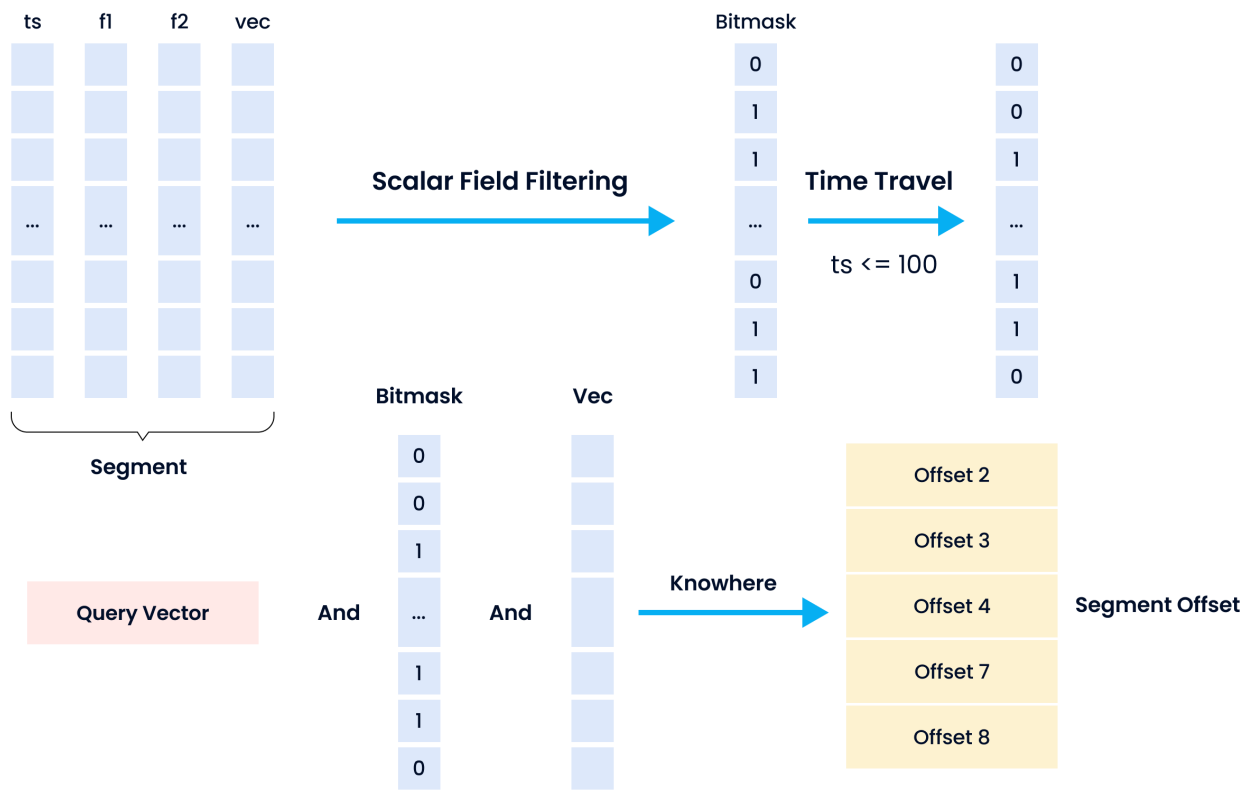 ts f1 f2 vec
Bitmask
0 0
1 0
1 1
Scalar Field Filtering
Time Travel
... ... ... ... ... ...
ts <= 100
0 1
1 1
1 0
Segment
Bitmask Vec
0
0
1
...
1
1
0
Query Vector
And
And
Knowhere
Offset 2
Offset 3
Offset 4
Offset 7
Offset 8
Segment Offset